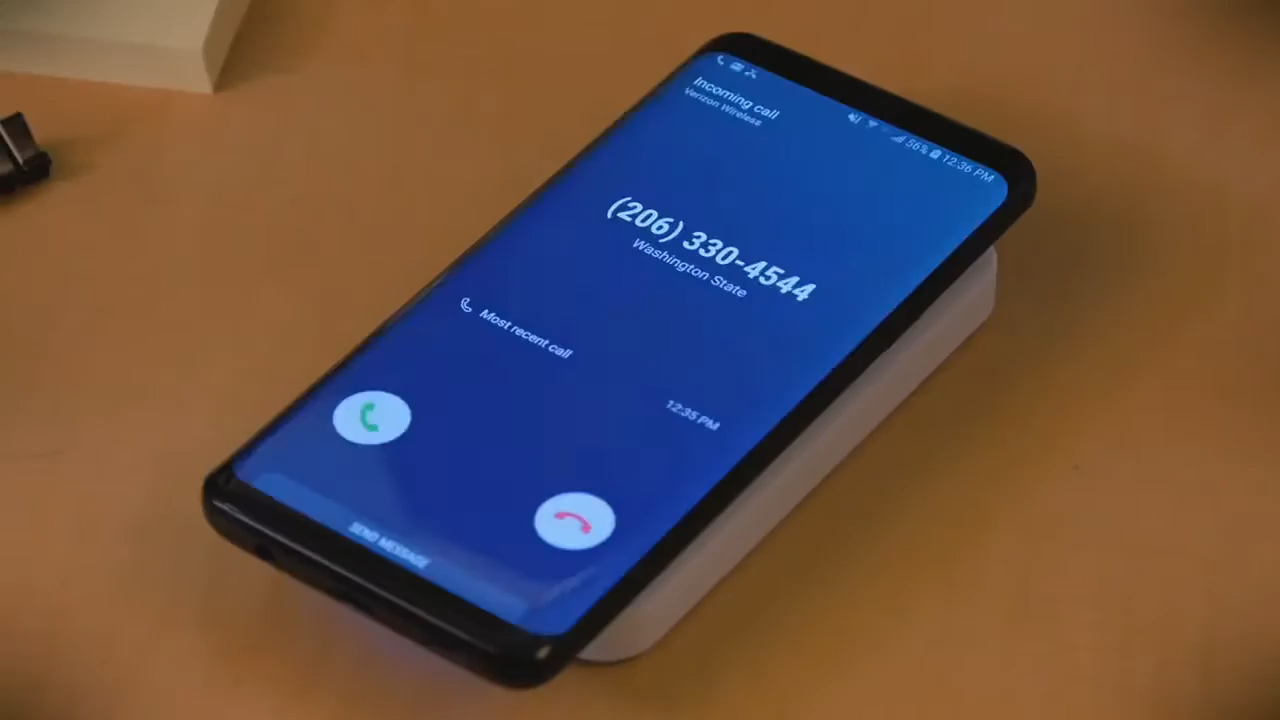 Incoming call
Verizon Wireless
56% 12:36 PM
(206) 330-4544
Washington State
Most recent call
12:35 PM
SEND MESSAGE